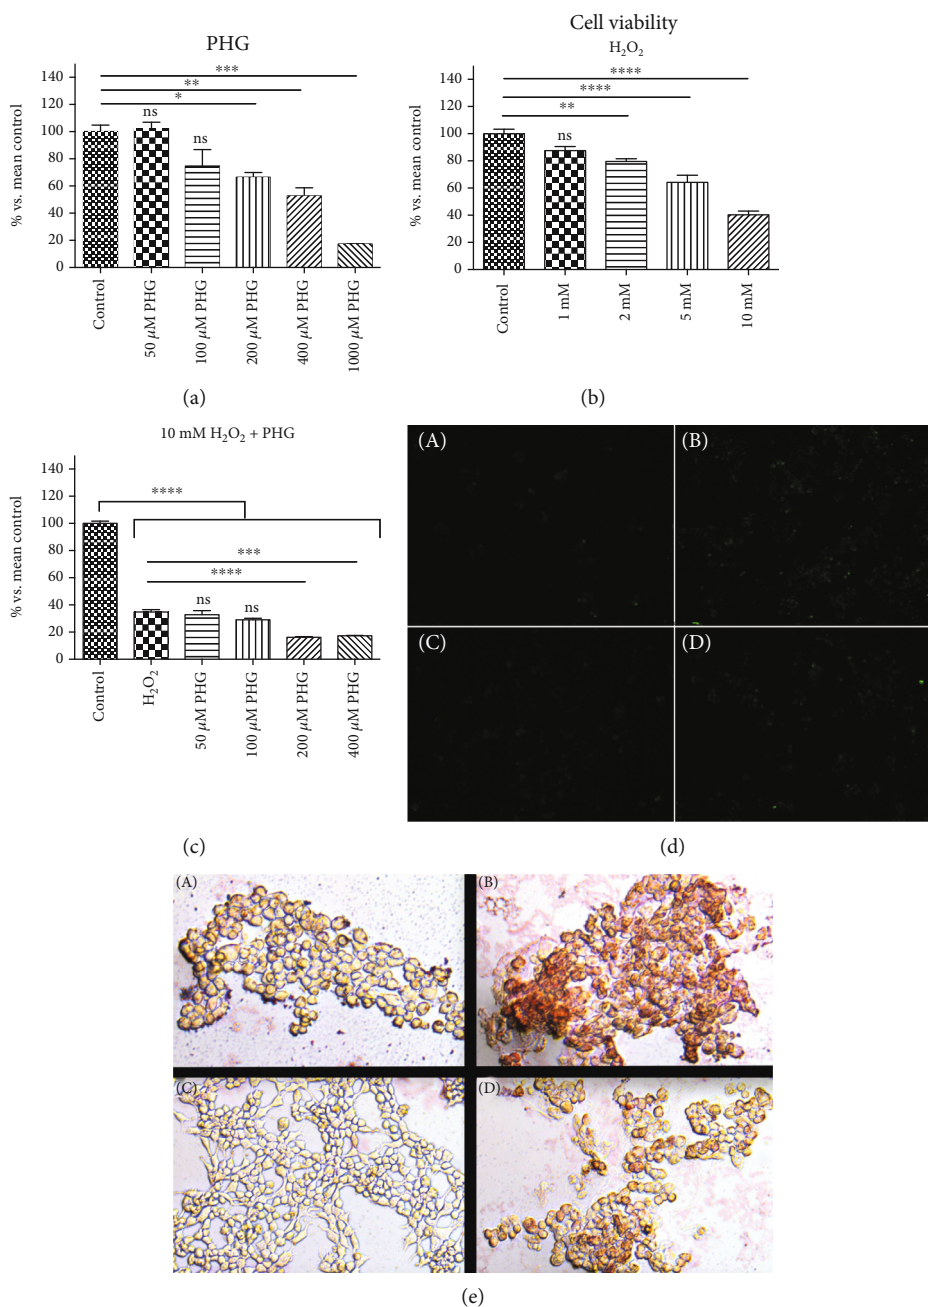 PHG
% vs. mean control
140
120
100
80
60
40
20
0
***
**
*
ns
ns
Control
50 μM PHG
100 μM PHG
200 μM PHG
400 μM PHG
1000 μM PHG
(a)
Cell viability
H₂O₂
% vs. mean control
140
120
100
80
60
40
20
0
****
****
**
ns
Control
1 mM
2 mM
5 mM
10 mM
(b)
10 mM H₂O₂ + PHG
% vs. mean control
140
120
100
80
60
40
20
0
****
***
****
ns
ns
Control
H₂O₂
50 μM PHG
100 μM PHG
200 μM PHG
400 μM PHG
(c)
(A)
(B)
(C)
(D)
(d)
(A)
(B)
(C)
(D)
(e)